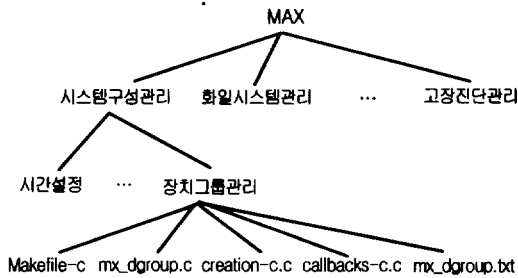 MAX
시스템구성관리 화일시스템관리 … 고장진단관리
시간설정 … 장치그룹관리
Makefile-c mx_dgroup.c creation-c.c callbacks-c.c mx_dgroup.txt